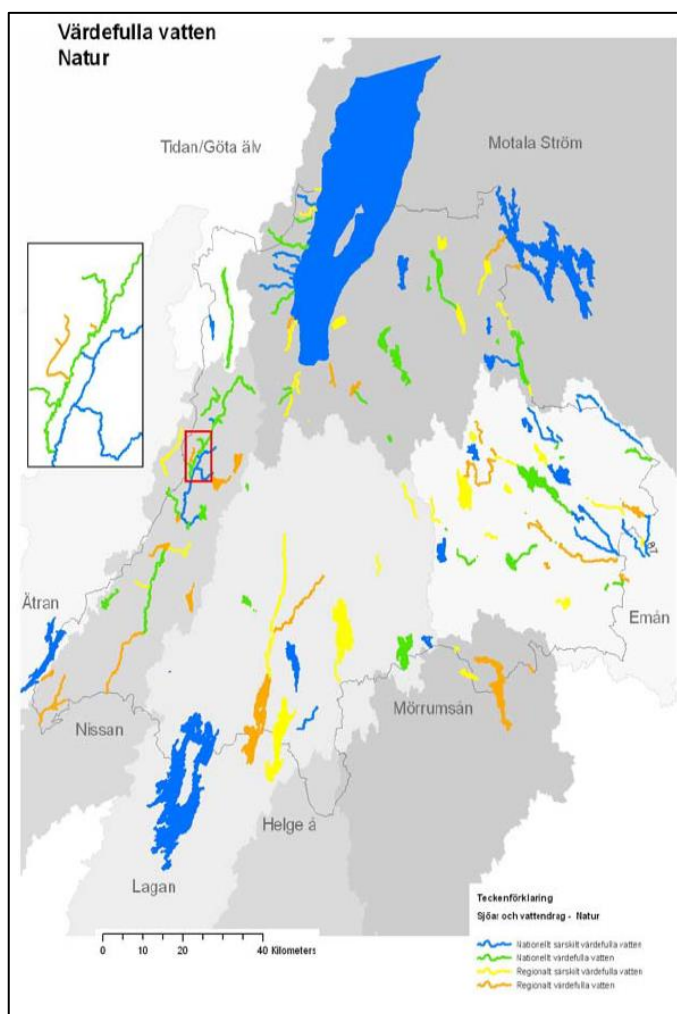 Värdefulla vatten
Natur
Tidan/Göta älv
Motala Ström
Ätran
Emån
Nissan
Mörrumsån
Helge å
Lagan
Teckenförklaring
Sjöar och vattendrag - Natur
0 10 20 40 Kilometers
Nationellt särskilt värdefulla vatten
Nationellt värdefulla vatten
Regionalt särskilt värdefulla vatten
Regionalt värdefulla vatten